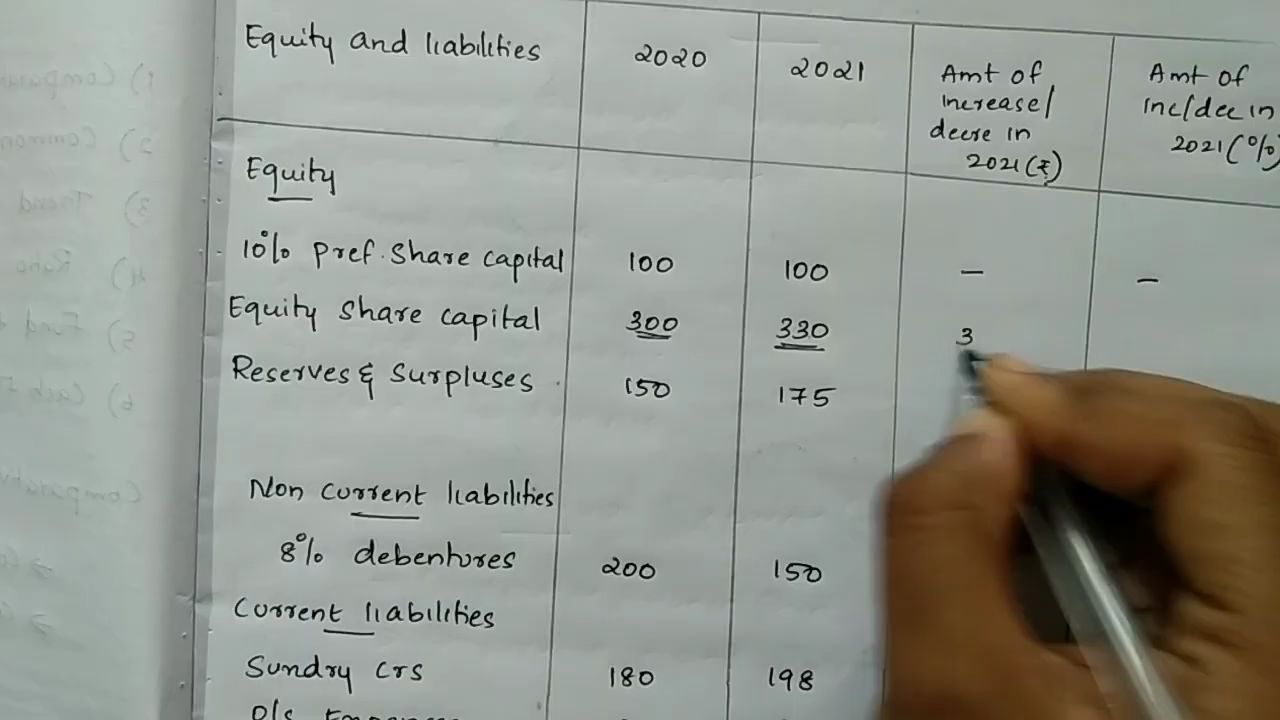 Equity and liabilities 2020 2021 Amt of increase/ decre in 2021 (₹) Amt of inc/dec in 2021 (%)
Equity
10% pref. share capital 100 100 — —
Equity share capital 300 330 3
Reserves & Surpluses 150 175
Non current liabilities
8% debentures 200 150
Current liabilities
Sundry crs 180 198